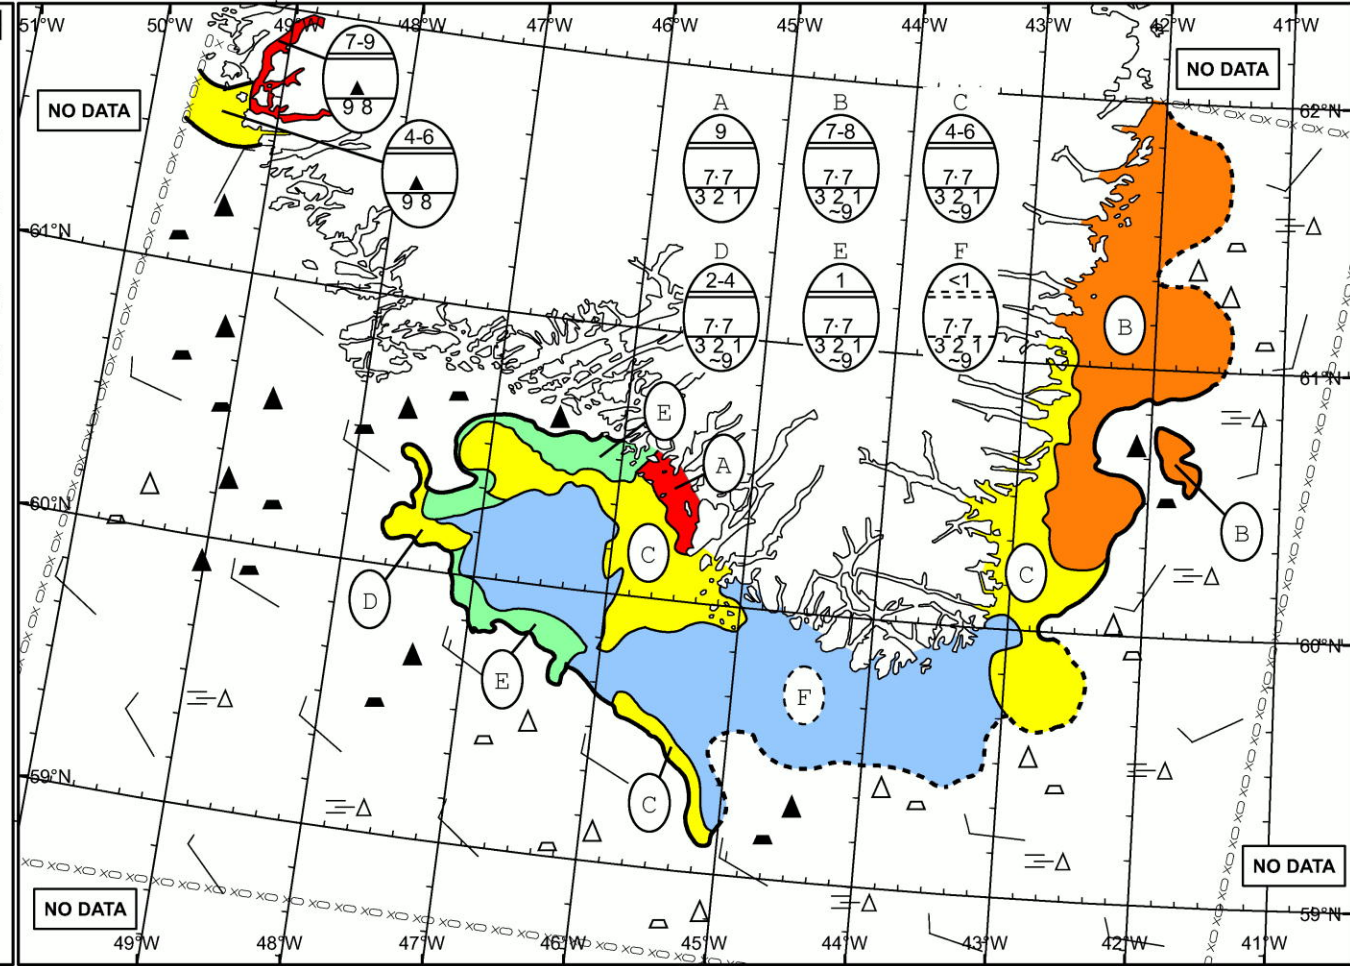 51°W 50°W 49°W 48°W 47°W 46°W 45°W 44°W 43°W 42°W 41°W
7-9
NO DATA
9 8
NO DATA
62°N
4-6
9 8
A B C
9 7-8 4-6
7·7 7·7 7·7
3 2 1 3 2 1 3 2 1
~9 ~9
61°N
D E F
2-4 1 <1
7·7 7·7 7·7
3 2 1 3 2 1 3 2 1
~9 ~9 ~9
B
61°N
E
A
60°N
B
C
C
D
60°N
E
F
59°N
C
NO DATA
NO DATA
59°N
49°W 48°W 47°W 46°W 45°W 44°W 43°W 42°W 41°W